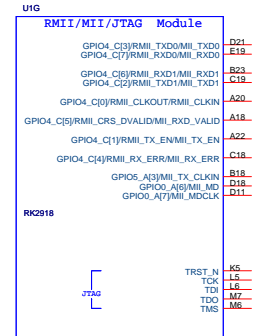 U1G
RMII/MII/JTAG Module
GPIO4_C[3]/RMII_TXD0/MII_TXD0 D21
GPIO4_C[7]/RMII_RXD0/MII_RXD0 E19
GPIO4_C[6]/RMII_RXD1/MII_RXD1 B23
GPIO4_C[2]/RMII_TXD1/MII_TXD1 C19
GPIO4_C[0]/RMII_CLKOUT/RMII_CLKIN A20
GPIO4_C[5]/RMII_CRS_DVALID/MII_RXD_VALID A18
GPIO4_C[1]/RMII_TX_EN/MII_TX_EN A22
GPIO4_C[4]/RMII_RX_ERR/MII_RX_ERR C18
GPIO5_A[3]/MII_TX_CLKIN B18
GPIO0_A[6]/MII_MD D18
GPIO0_A[7]/MII_MDCLK D11
RK2918
TRST_N K5
TCK L5
TDI L6
JTAG
TDO M7
TMS M6